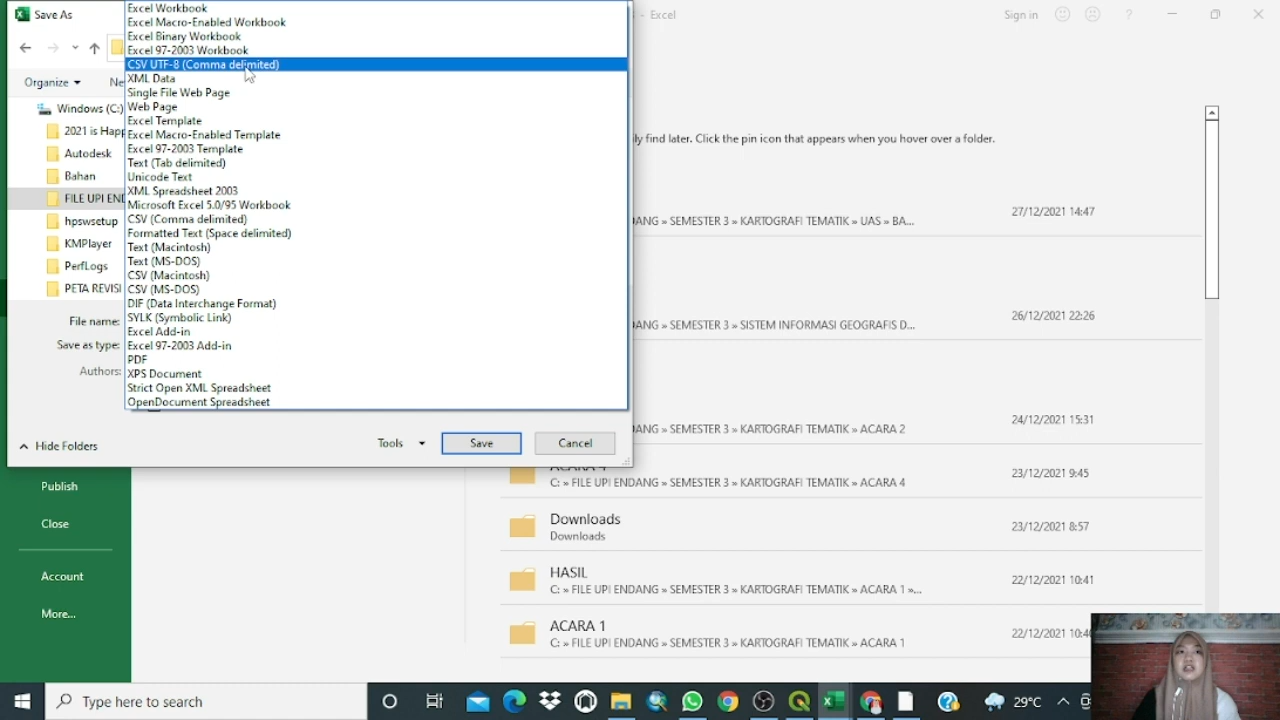 Save As
- Excel
Sign in
?
Organize
Windows (C:)
Autodesk
Bahan
hpswsetup
KMPlayer
PerfLogs
PETA REVISI
File name:
Save as type:
Authors:
Excel Workbook
Excel Macro-Enabled Workbook
Excel Binary Workbook
Excel 97-2003 Workbook
CSV UTF-8 (Comma delimited)
XML Data
Single File Web Page
Web Page
Excel Template
Excel Macro-Enabled Template
Excel 97-2003 Template
Text (Tab delimited)
Unicode Text
XML Spreadsheet 2003
Microsoft Excel 5.0/95 Workbook
CSV (Comma delimited)
Formatted Text (Space delimited)
Text (Macintosh)
Text (MS-DOS)
CSV (Macintosh)
CSV (MS-DOS)
DIF (Data Interchange Format)
SYLK (Symbolic Link)
Excel Add-in
Excel 97-2003 Add-in
PDF
XPS Document
Strict Open XML Spreadsheet
OpenDocument Spreadsheet
Hide Folders
Tools
Save
Cancel
Publish
Close
Account
More...
find later. Click the pin icon that appears when you hover over a folder.
» SEMESTER 3 » KARTOGRAFI TEMATIK » UAS » BA...
27/12/2021 14:47
» SEMESTER 3 » SISTEM INFORMASI GEOGRAFIS D...
26/12/2021 22:26
» SEMESTER 3 » KARTOGRAFI TEMATIK » ACARA 2
24/12/2021 15:31
ACARA 4
C: » FILE UPI ENDANG » SEMESTER 3 » KARTOGRAFI TEMATIK » ACARA 4
23/12/2021 9:45
Downloads
Downloads
23/12/2021 8:57
HASIL
C: » FILE UPI ENDANG » SEMESTER 3 » KARTOGRAFI TEMATIK » ACARA 1 »...
22/12/2021 10:41
ACARA 1
C: » FILE UPI ENDANG » SEMESTER 3 » KARTOGRAFI TEMATIK » ACARA 1
22/12/2021
Type here to search
29°C